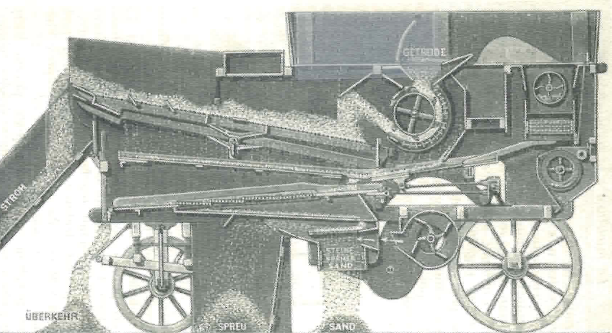 GETREIDE
STROH
STEINE
SAND
ÜBERKEHR
SPREU
SAND